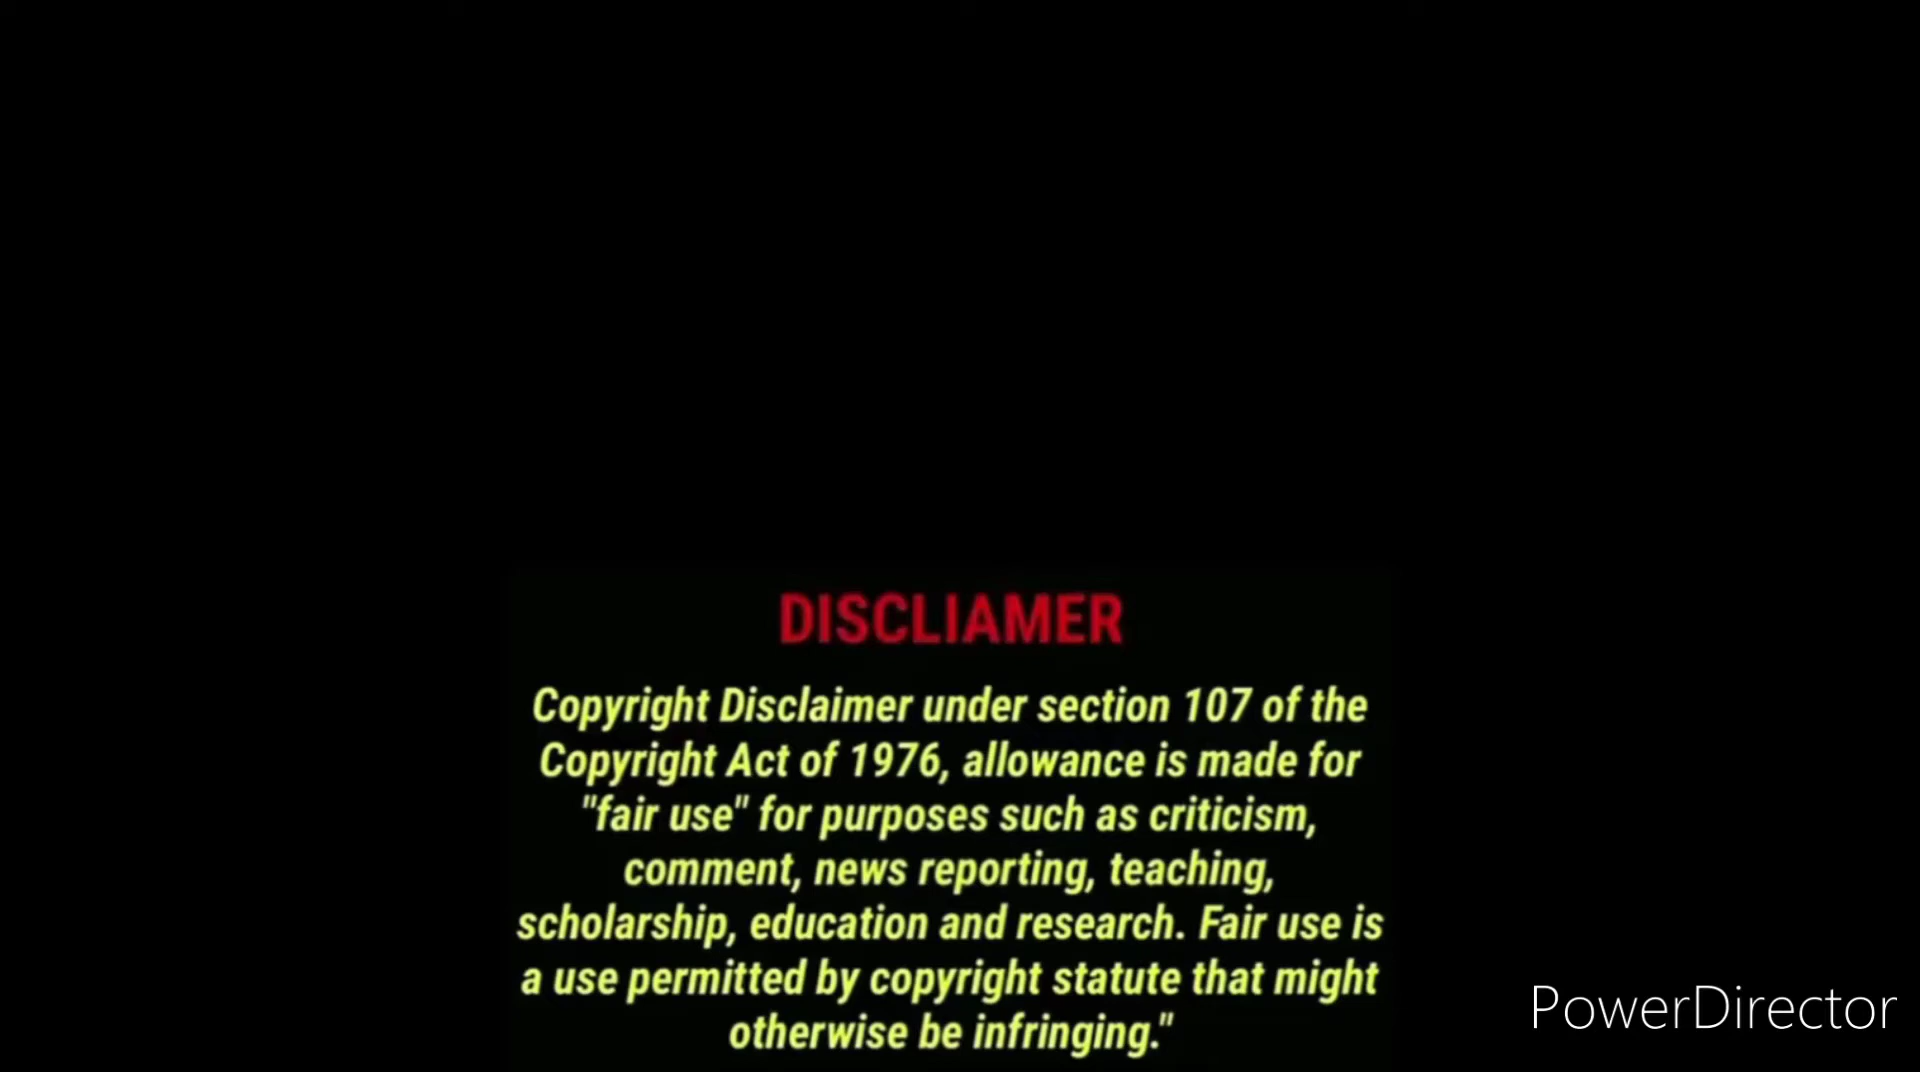 DISCLIAMER
Copyright Disclaimer under section 107 of the
Copyright Act of 1976, allowance is made for
"fair use" for purposes such as criticism,
comment, news reporting, teaching,
scholarship, education and research. Fair use is
a use permitted by copyright statute that might
otherwise be infringing."
PowerDirector